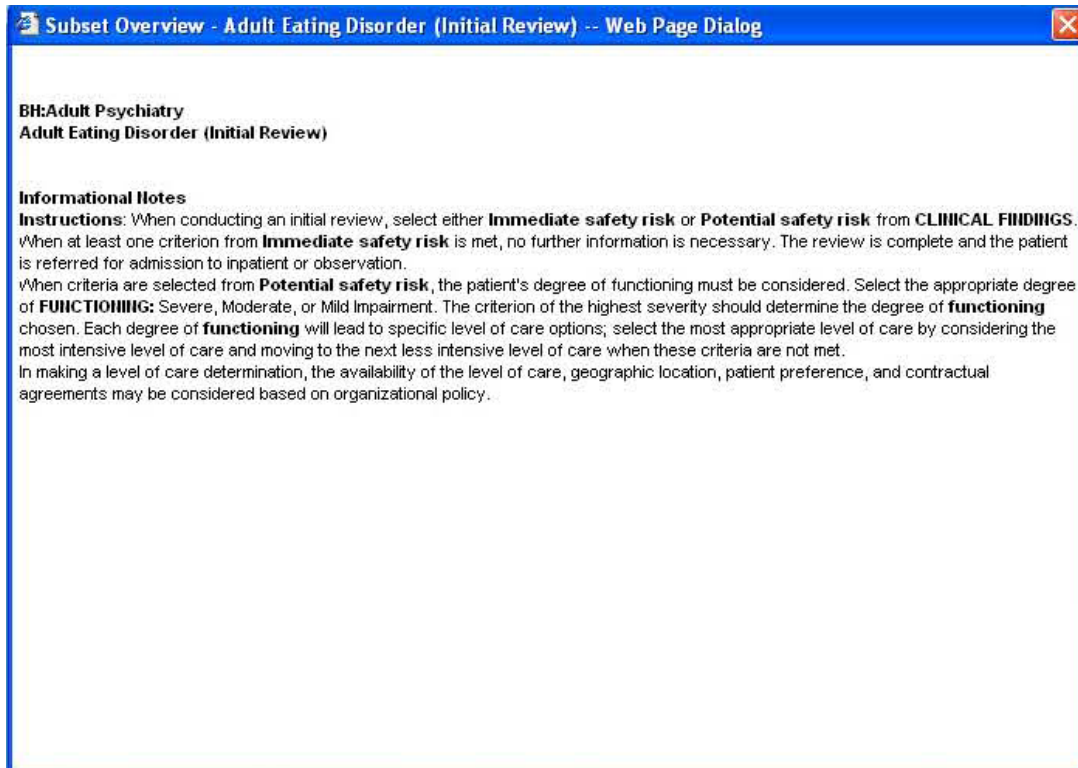 Subset Overview - Adult Eating Disorder (Initial Review) -- Web Page Dialog
BH:Adult Psychiatry
Adult Eating Disorder (Initial Review)
Informational Notes
Instructions: When conducting an initial review, select either Immediate safety risk or Potential safety risk from CLINICAL FINDINGS.
When at least one criterion from Immediate safety risk is met, no further information is necessary. The review is complete and the patient
is referred for admission to inpatient or observation.
When criteria are selected from Potential safety risk, the patient's degree of functioning must be considered. Select the appropriate degree
of FUNCTIONING: Severe, Moderate, or Mild Impairment. The criterion of the highest severity should determine the degree of functioning
chosen. Each degree of functioning will lead to specific level of care options; select the most appropriate level of care by considering the
most intensive level of care and moving to the next less intensive level of care when these criteria are not met.
In making a level of care determination, the availability of the level of care, geographic location, patient preference, and contractual
agreements may be considered based on organizational policy.